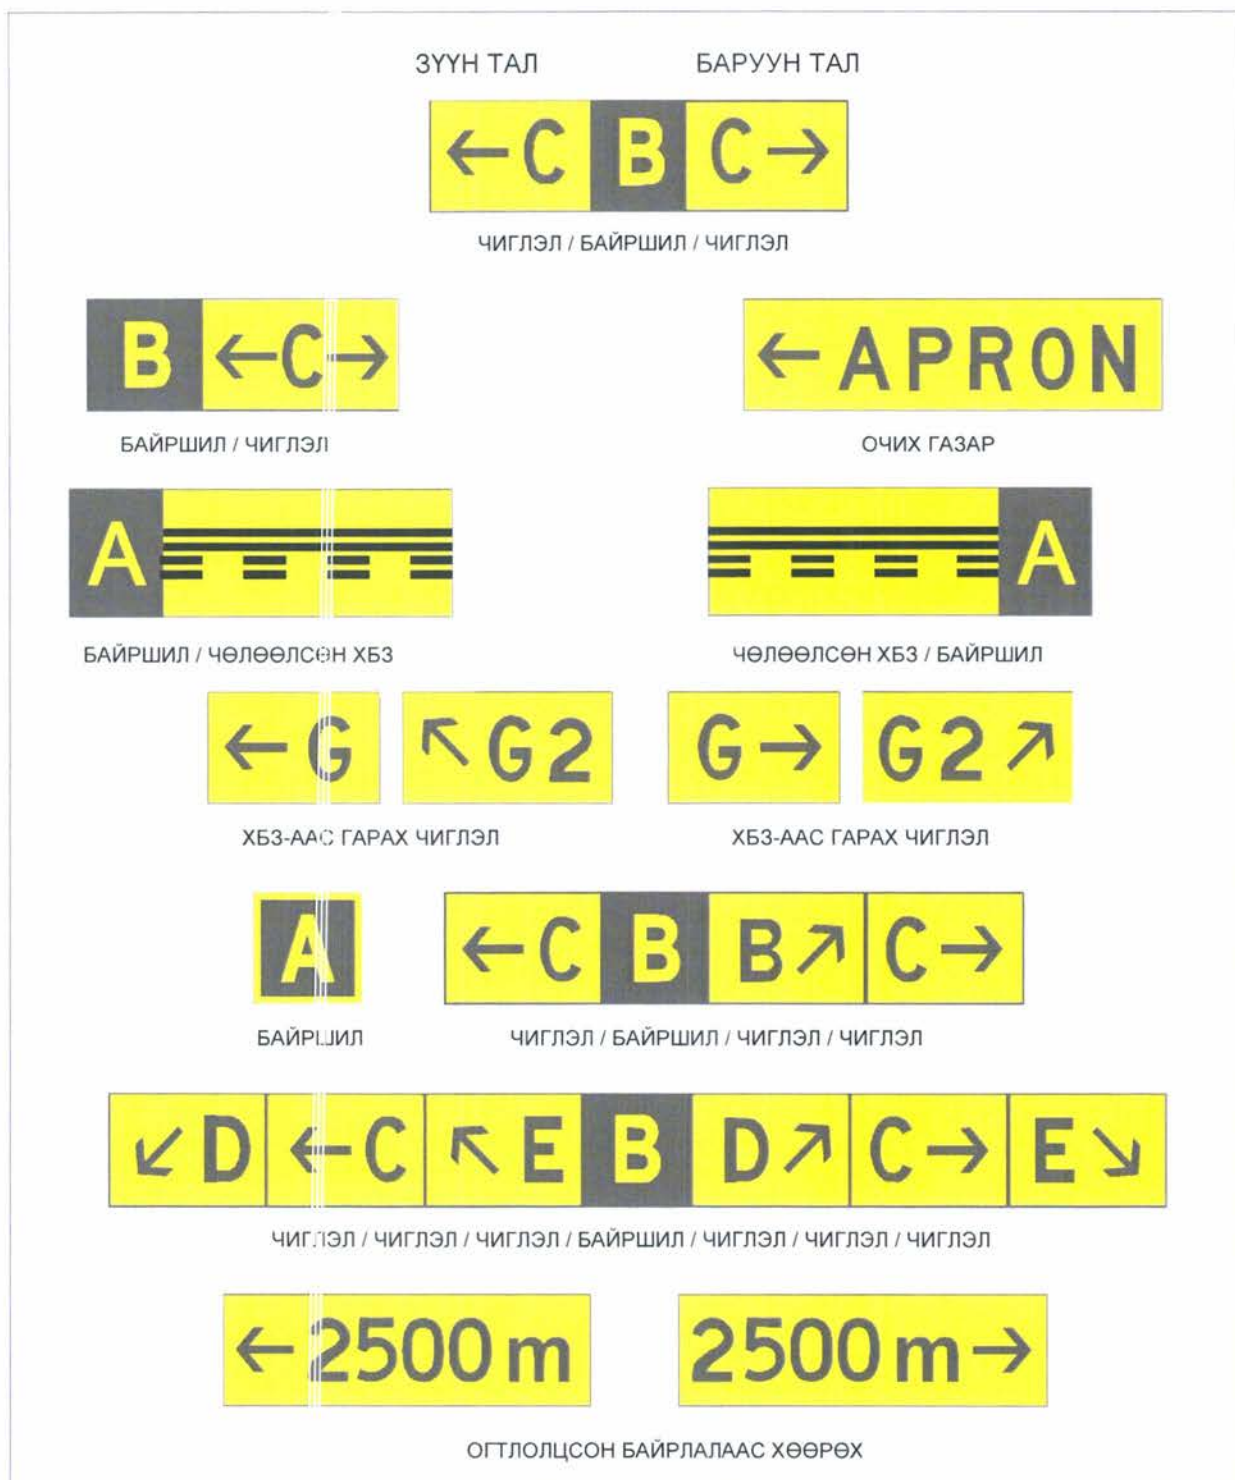 ЗҮҮН ТАЛ БАРУУН ТАЛ
←C B C→
ЧИГЛЭЛ / БАЙРШИЛ / ЧИГЛЭЛ
B ←C→ ←APRON
БАЙРШИЛ / ЧИГЛЭЛ ОЧИХ ГАЗАР
A A
БАЙРШИЛ / ЧӨЛӨӨЛСӨН ХБЗ ЧӨЛӨӨЛСӨН ХБЗ / БАЙРШИЛ
←G ↖G2 G→ G2↗
ХБЗ-ААС ГАРАХ ЧИГЛЭЛ ХБЗ-ААС ГАРАХ ЧИГЛЭЛ
A ←C B B↗ C→
БАЙРШИЛ ЧИГЛЭЛ / БАЙРШИЛ / ЧИГЛЭЛ / ЧИГЛЭЛ
↙D ←C ↖E B D↗ C→ E↘
ЧИГЛЭЛ / ЧИГЛЭЛ / ЧИГЛЭЛ / БАЙРШИЛ / ЧИГЛЭЛ / ЧИГЛЭЛ / ЧИГЛЭЛ
←2500m 2500m→
ОГТЛОЛЦСОН БАЙРЛАЛААС ХӨӨРӨХ